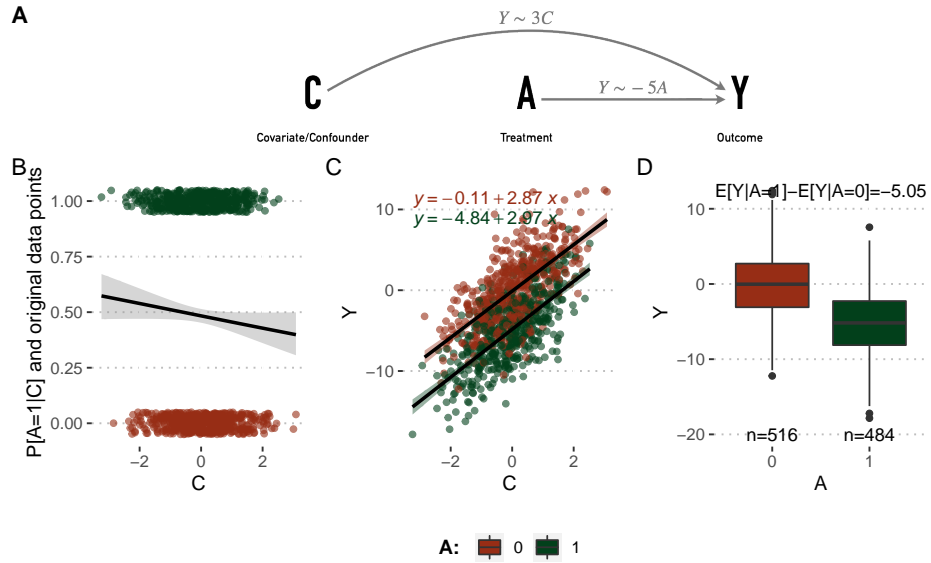 A
Y ∼ 3C
C
A
Y ∼ −5A
Y
Covariate/Confounder
Treatment
Outcome
B
P[A=1|C] and original data points
1.00
0.75
0.50
0.25
0.00
−2
0
2
C
C
y = −0.11+2.87 x
y = −4.84+2.97 x
Y
10
0
−10
−2
0
2
C
D
E[Y|A=1]−E[Y|A=0]=−5.05
Y
10
0
−10
−20
n=516
n=484
0
1
A
A:
0
1